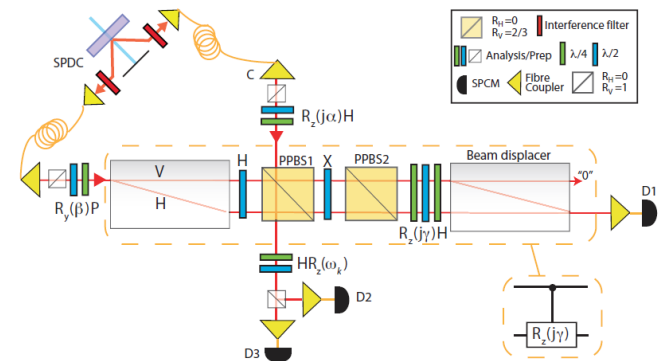 SPDC
C
R_z(jα)H
Interference filter
R_H=0
R_V=2/3
Analysis/Prep
λ/4
λ/2
SPCM
Fibre
Coupler
R_H=0
R_V=1
V
H
H
PPBS1
X
PPBS2
Beam displacer
"0"
D1
R_y(β)P
R_z(jγ)H
HR_z(ω_k)
D2
D3
R_z(jγ)